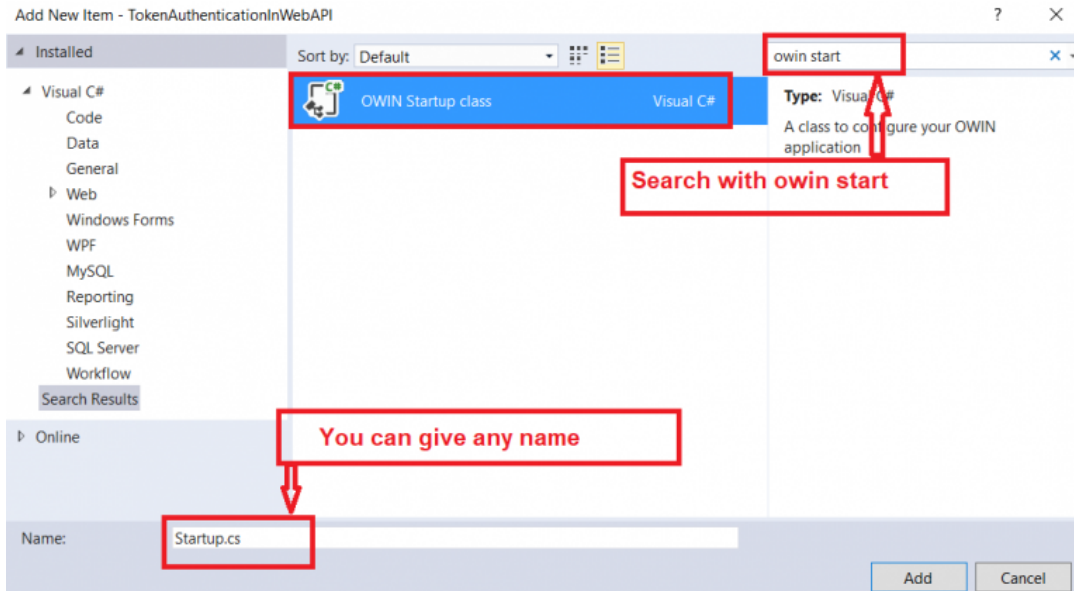 Add New Item - TokenAuthenticationInWebAPI ? ×
Installed
Sort by: Default
owin start
Visual C#
Code
Data
General
Web
Windows Forms
WPF
MySQL
Reporting
Silverlight
SQL Server
Workflow
Search Results
Online
C#
OWIN Startup class Visual C#
Type: Visual C#
A class to configure your OWIN
application
Search with owin start
You can give any name
Name: Startup.cs
Add Cancel